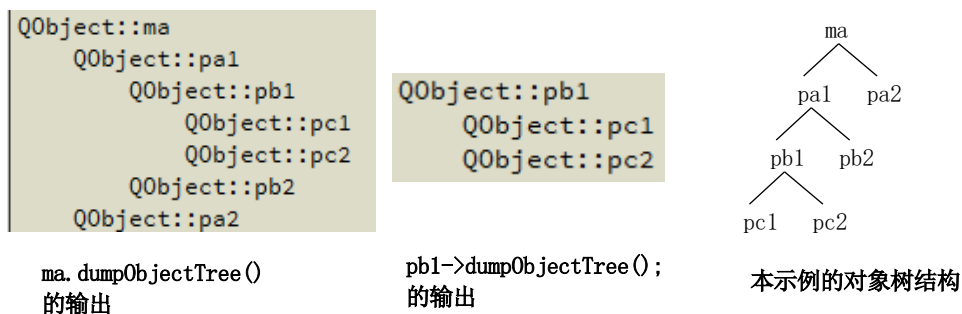 QObject::ma
QObject::pa1
QObject::pb1
QObject::pc1
QObject::pc2
QObject::pb2
QObject::pa2
ma.dumpObjectTree()
的输出
QObject::pb1
QObject::pc1
QObject::pc2
pb1->dumpObjectTree();
的输出
ma
pa1 pa2
pb1 pb2
pc1 pc2
本示例的对象树结构